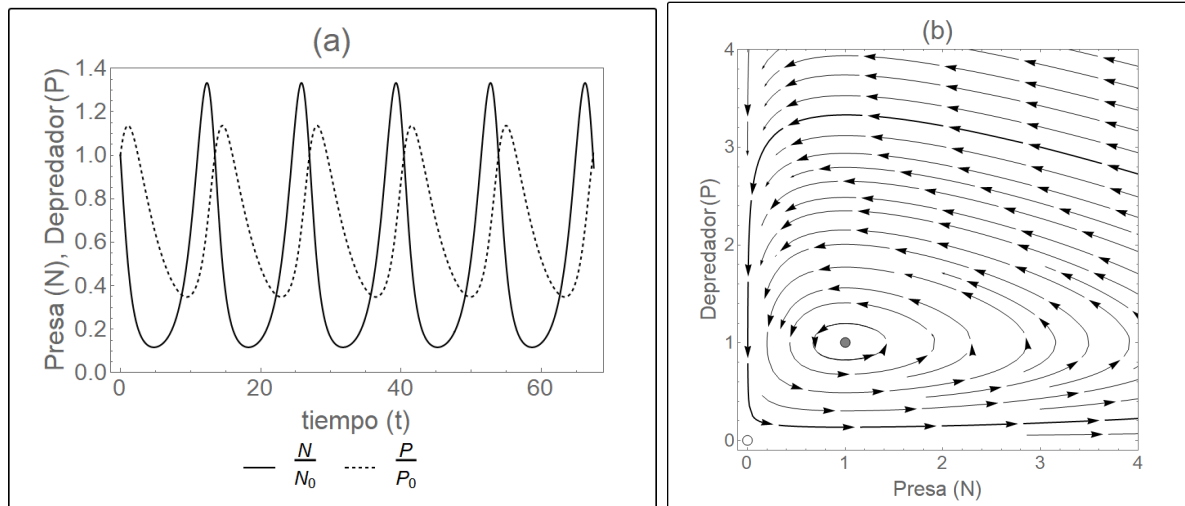 (a)
Presa (N), Depredador (P)
1.4
1.2
1.0
0.8
0.6
0.4
0.2
0.0
0 20 40 60
tiempo (t)
N/N₀ P/P₀
(b)
Depredador (P)
4
3
2
1
0
0 1 2 3 4
Presa (N)